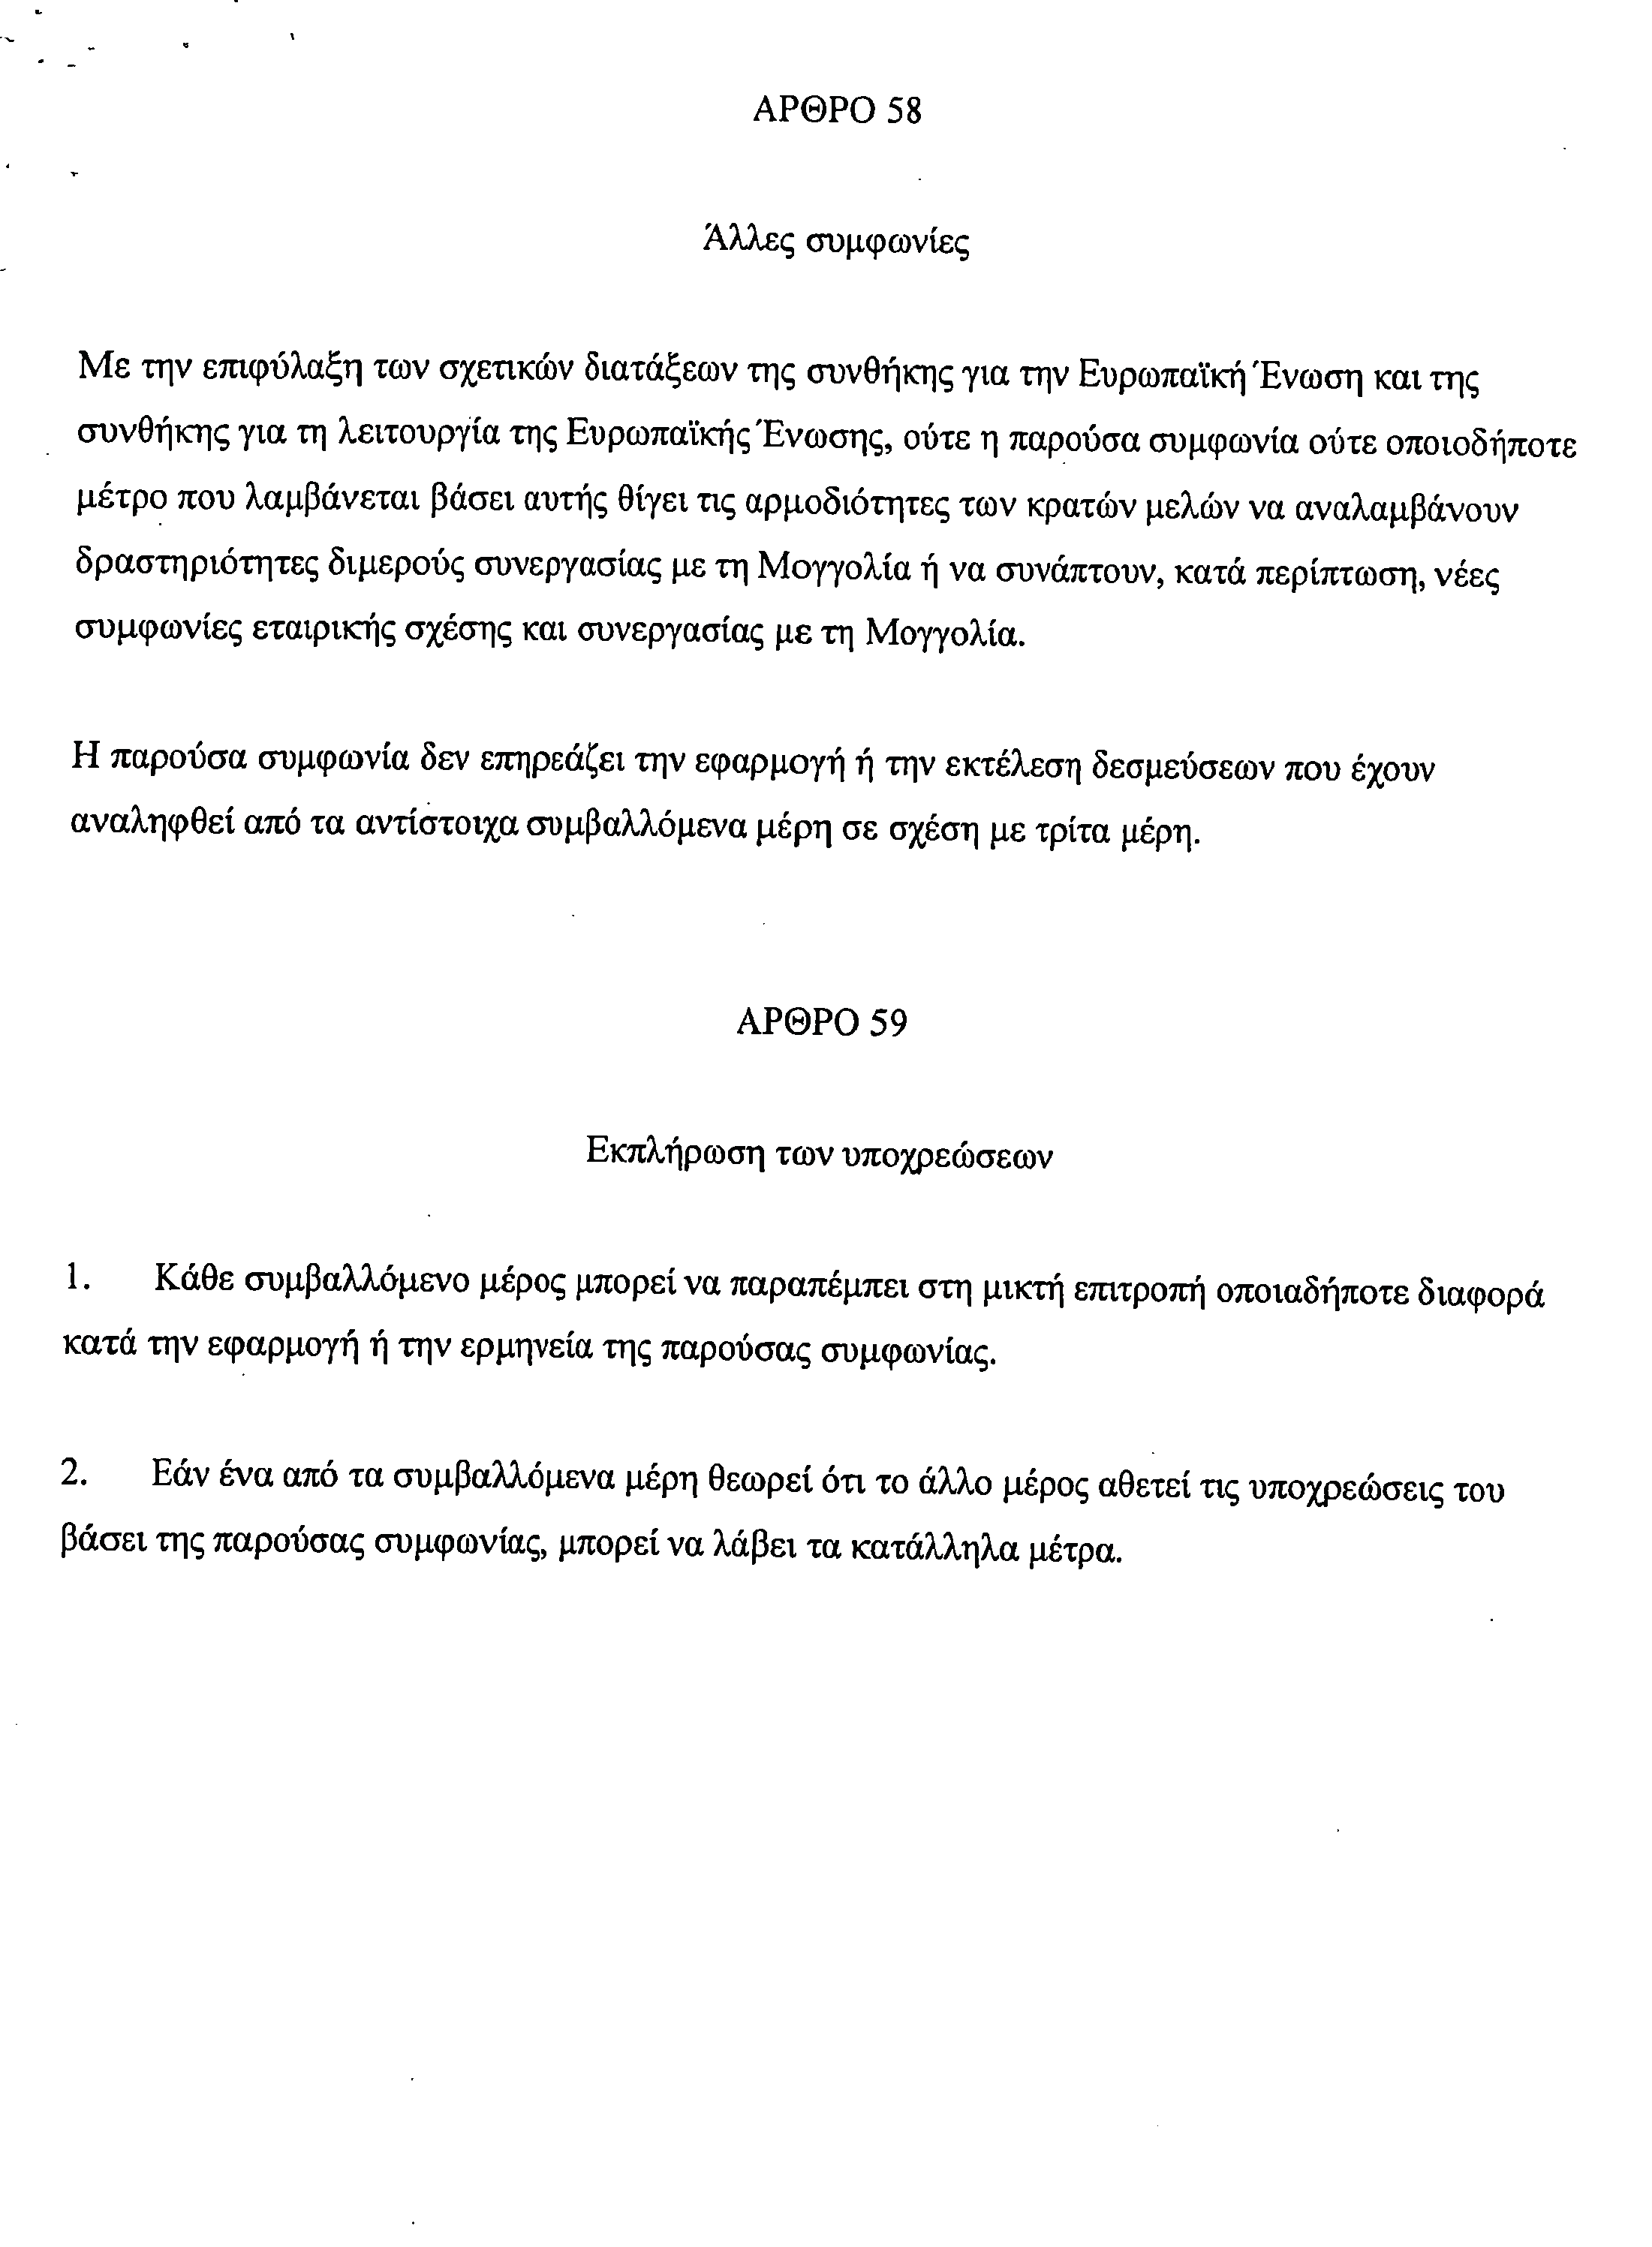 ΑΡΘΡΟ 58
Άλλες συμφωνίες
Με την επιφύλαξη των σχετικών διατάξεων της συνθήκης για την Ευρωπαϊκή Ένωση και της
συνθήκης για τη λειτουργία της Ευρωπαϊκής Ένωσης, ούτε η παρούσα συμφωνία ούτε οποιοδήποτε
μέτρο που λαμβάνεται βάσει αυτής θίγει τις αρμοδιότητες των κρατών μελών να αναλαμβάνουν
δραστηριότητες διμερούς συνεργασίας με τη Μογγολία ή να συνάπτουν, κατά περίπτωση, νέες
συμφωνίες εταιρικής σχέσης και συνεργασίας με τη Μογγολία.
Η παρούσα συμφωνία δεν επηρεάζει την εφαρμογή ή την εκτέλεση δεσμεύσεων που έχουν
αναληφθεί από τα αντίστοιχα συμβαλλόμενα μέρη σε σχέση με τρίτα μέρη.
ΑΡΘΡΟ 59
Εκπλήρωση των υποχρεώσεων
1. Κάθε συμβαλλόμενο μέρος μπορεί να παραπέμπει στη μικτή επιτροπή οποιαδήποτε διαφορά
κατά την εφαρμογή ή την ερμηνεία της παρούσας συμφωνίας.
2. Εάν ένα από τα συμβαλλόμενα μέρη θεωρεί ότι το άλλο μέρος αθετεί τις υποχρεώσεις του
βάσει της παρούσας συμφωνίας, μπορεί να λάβει τα κατάλληλα μέτρα.